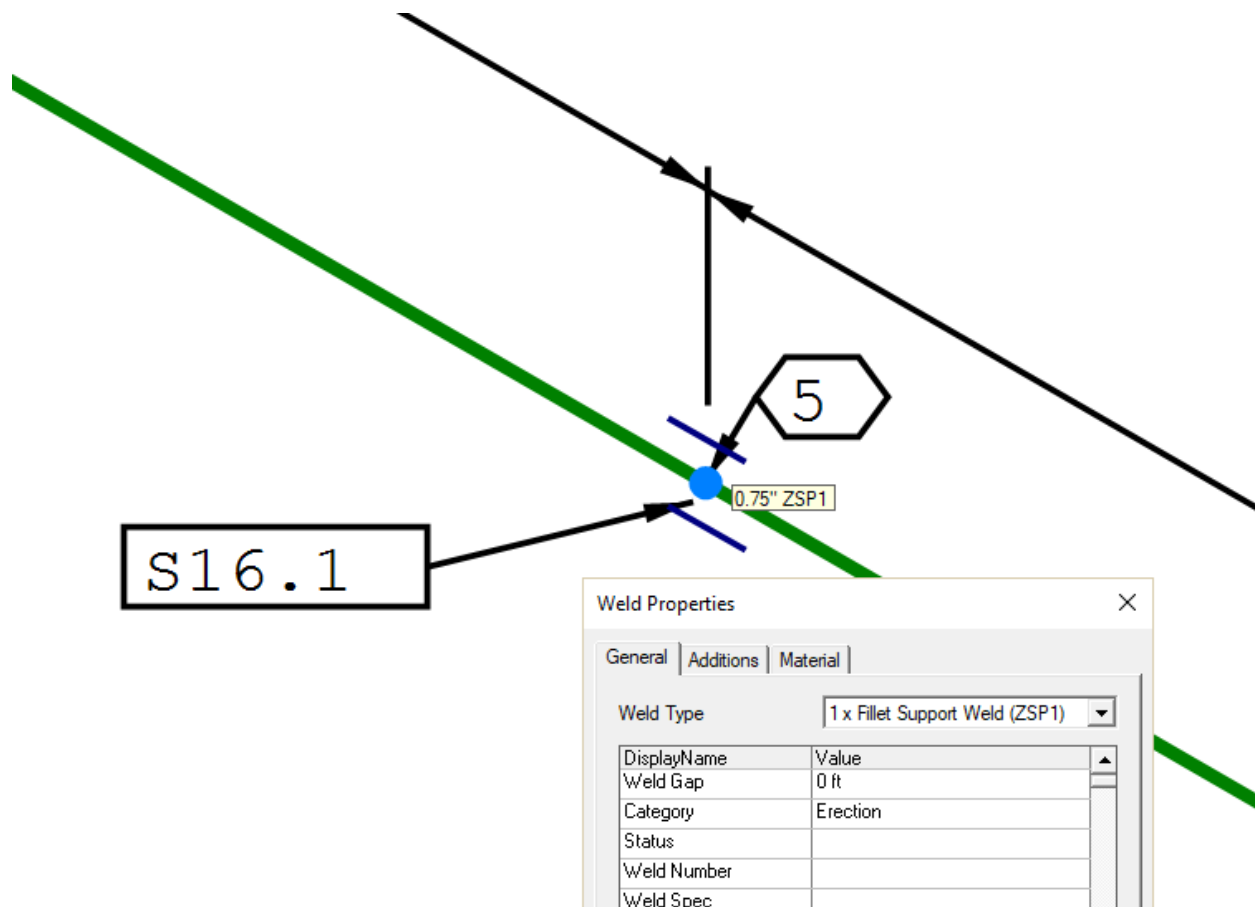 5
0.75" ZSP1
S16.1
Weld Properties
General Additions Material
Weld Type 1 x Fillet Support Weld (ZSP1)
DisplayName Value
Weld Gap 0 ft
Category Erection
Status
Weld Number
Weld Spec